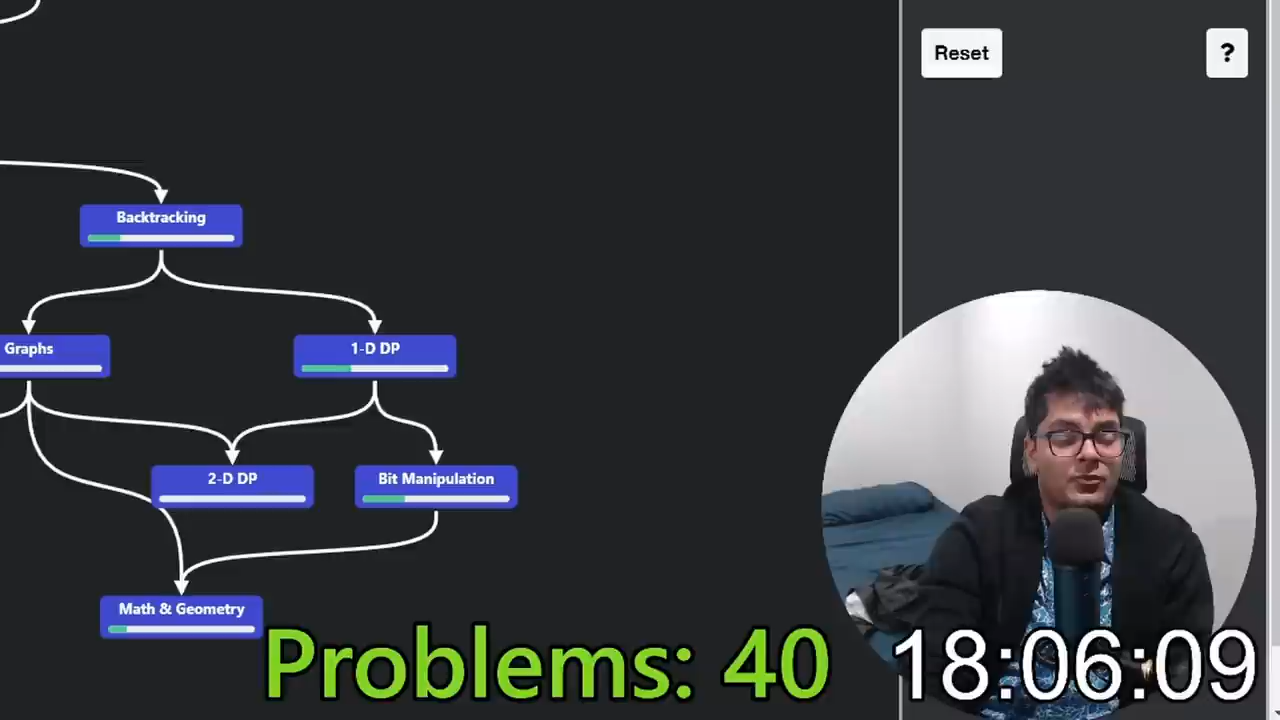 Reset
?
Backtracking
Graphs
1-D DP
2-D DP
Bit Manipulation
Math & Geometry
Problems: 40
18:06:09